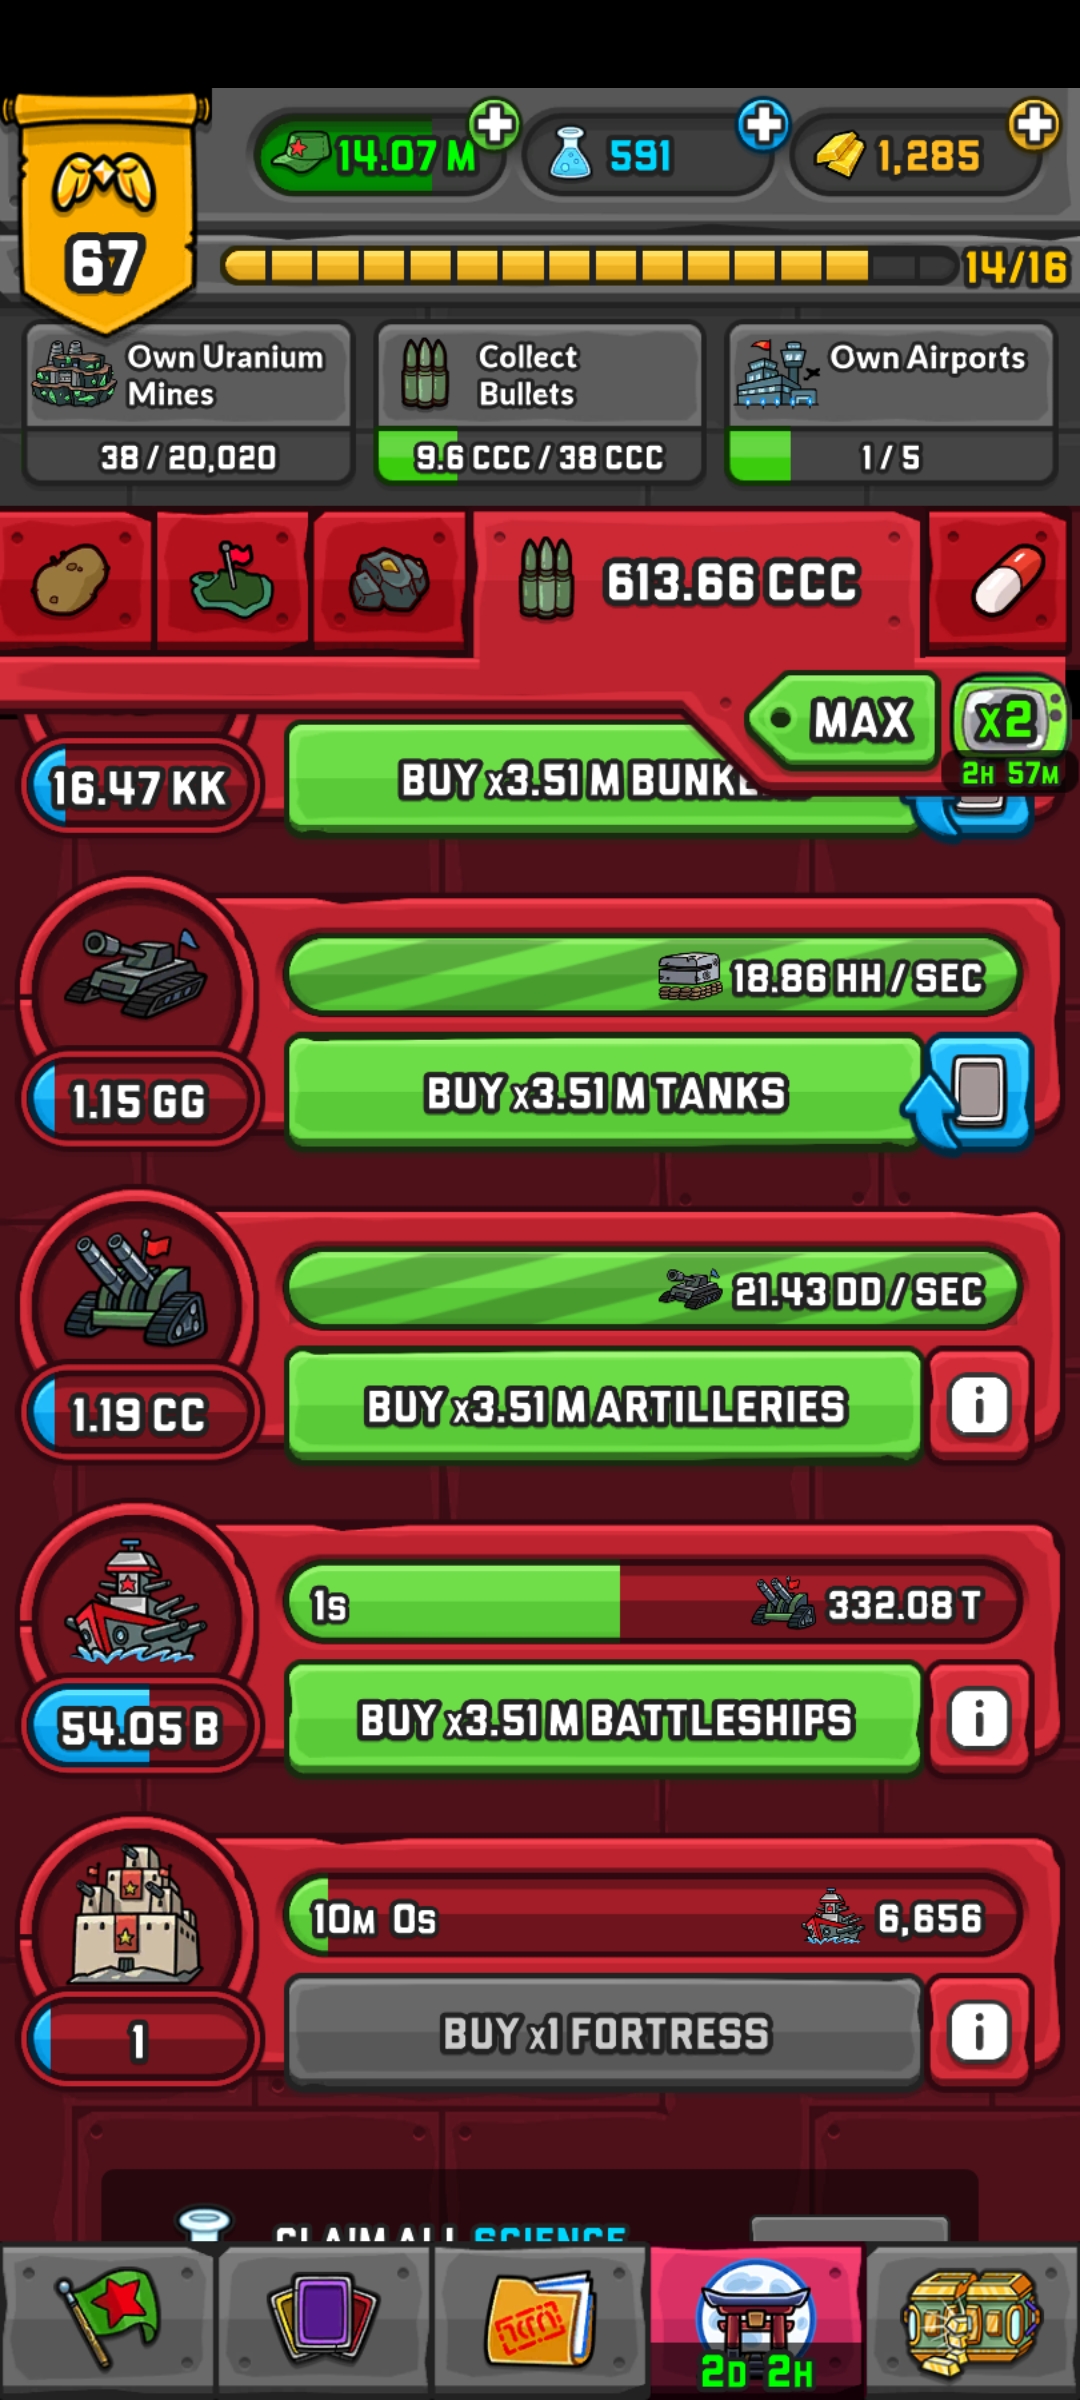 67
14.07 M
591
1,285
14/16
Own Uranium
Mines
38 / 20,020
Collect
Bullets
9.6 CCC / 38 CCC
Own Airports
1 / 5
613.66 CCC
MAX
x2
2H 57M
16.47 KK
BUY x3.51 M
18.86 HH / SEC
1.15 GG
BUY x3.51 M TANKS
21.43 DD / SEC
1.19 CC
BUY x3.51 M ARTILLERIES
i
1s
332.08 T
54.05 B
BUY x3.51 M BATTLESHIPS
i
10M 0s
6,656
1
BUY x1 FORTRESS
i
CLAIM ALL SCIENCE
2D 2H